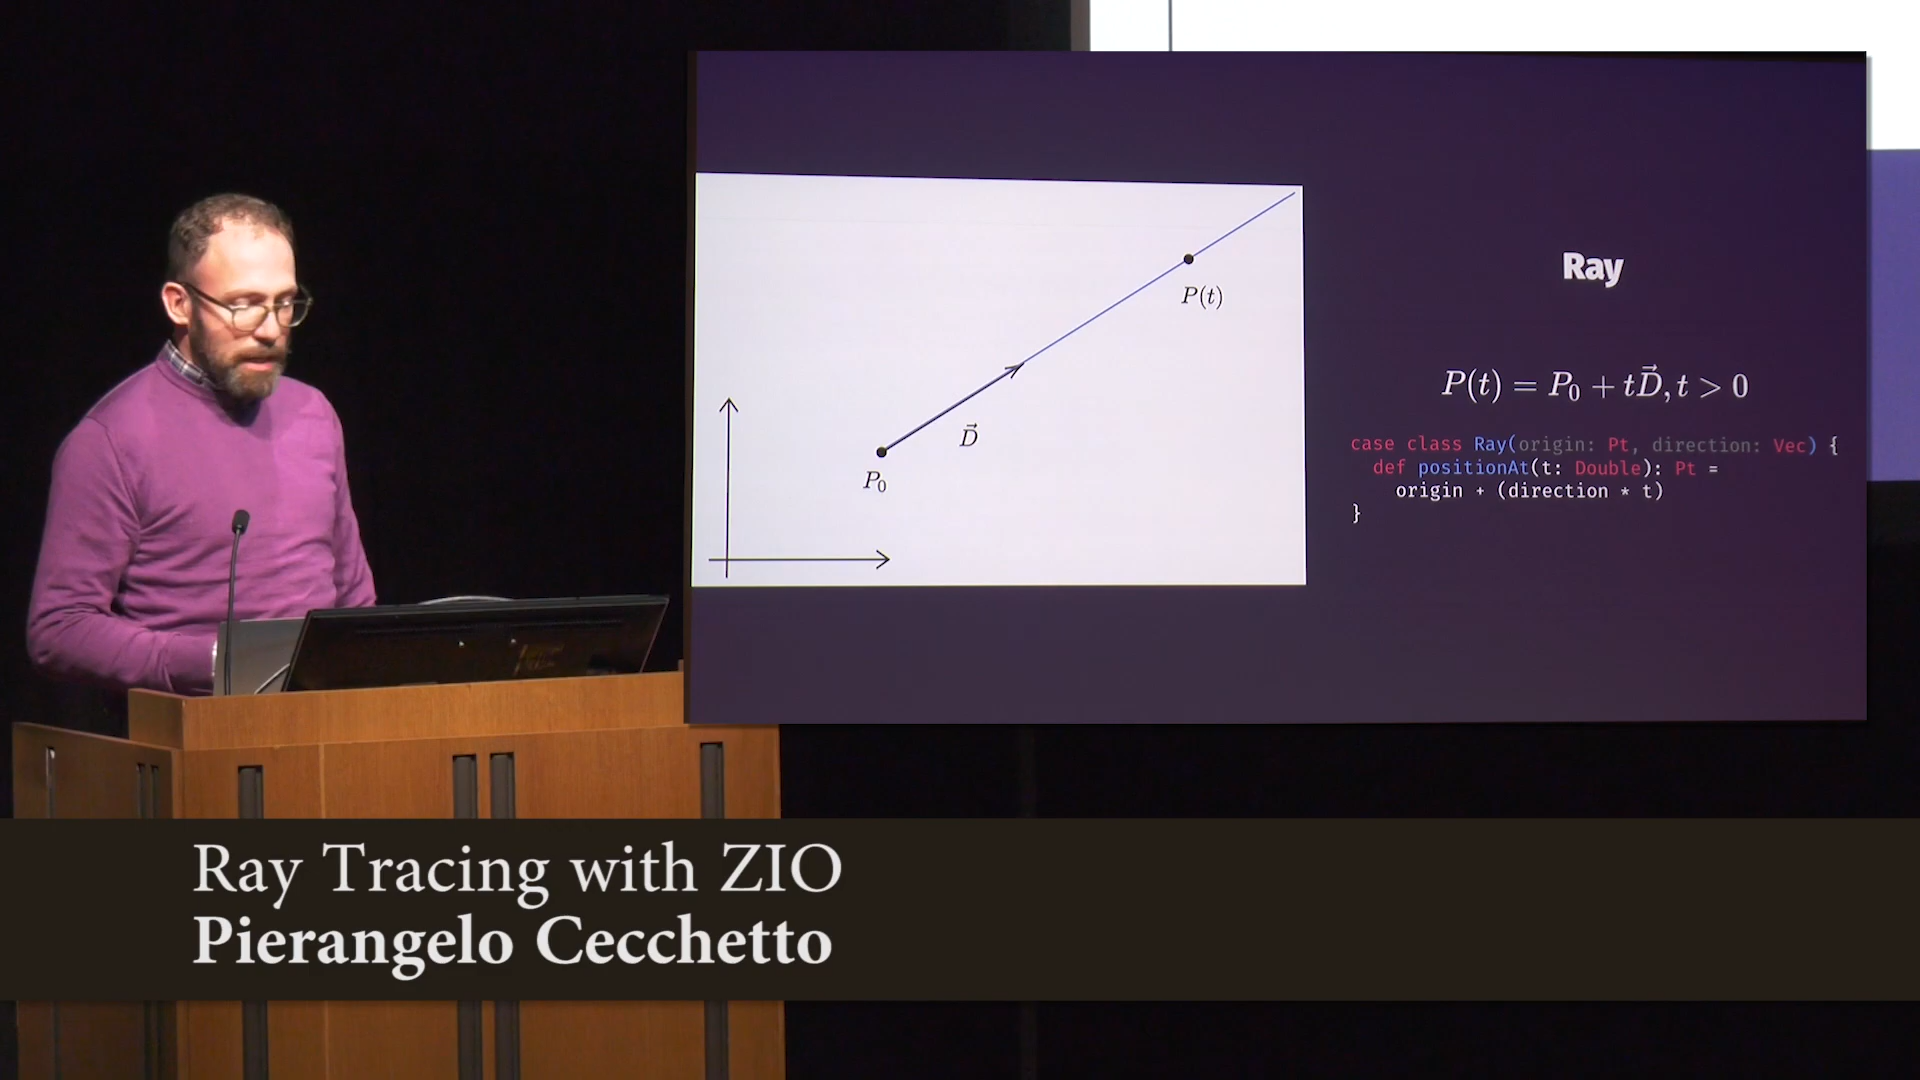 P(t)
D⃗
P₀
Ray
P(t) = P₀ + tD⃗, t > 0
case class Ray(origin: Pt, direction: Vec) {
  def positionAt(t: Double): Pt =
    origin + (direction * t)
}
Ray Tracing with ZIO
Pierangelo Cecchetto